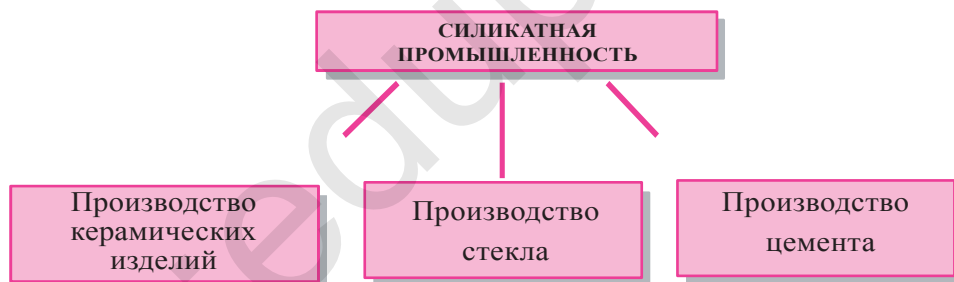 СИЛИКАТНАЯ
ПРОМЫШЛЕННОСТЬ
Производство
керамических
изделий
Производство
стекла
Производство
цемента